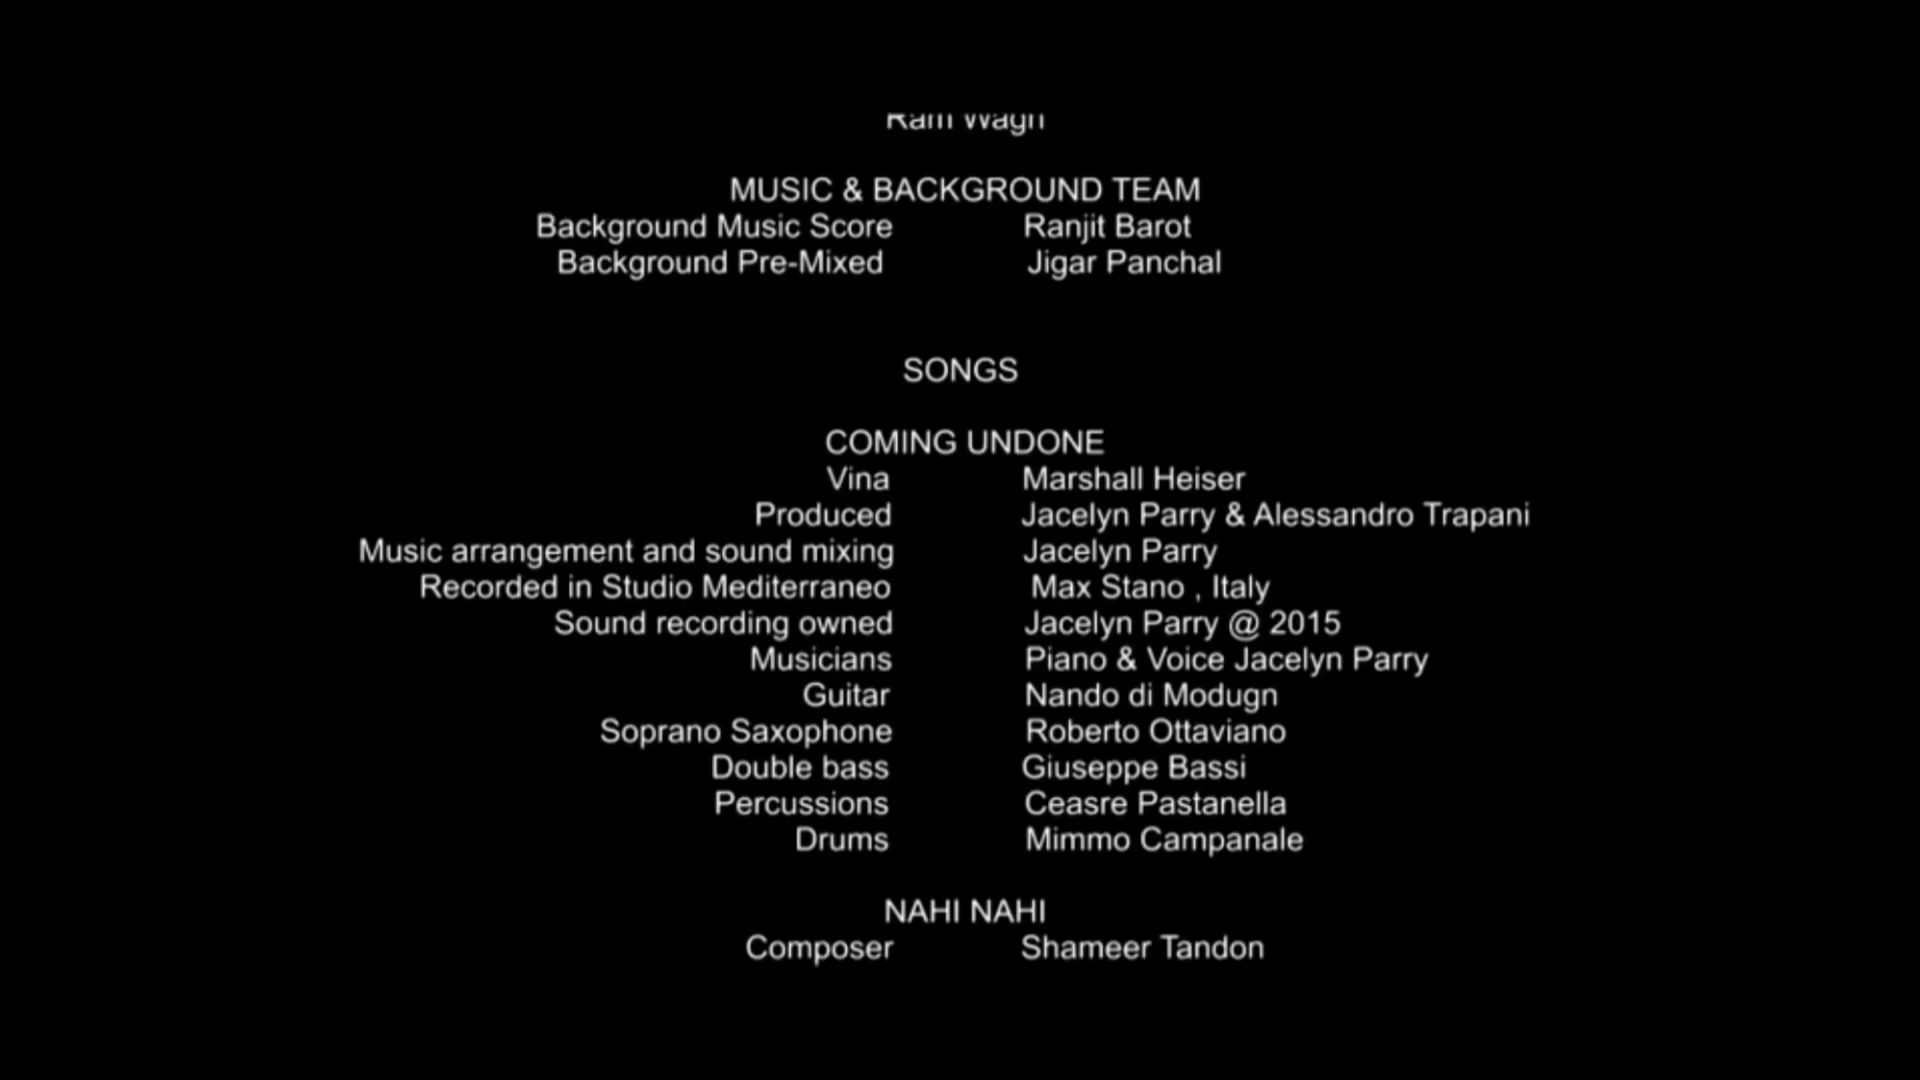 Ram Wagh
MUSIC & BACKGROUND TEAM
Background Music Score Ranjit Barot
Background Pre-Mixed Jigar Panchal
SONGS
COMING UNDONE
Vina Marshall Heiser
Produced Jacelyn Parry & Alessandro Trapani
Music arrangement and sound mixing Jacelyn Parry
Recorded in Studio Mediterraneo Max Stano , Italy
Sound recording owned Jacelyn Parry @ 2015
Musicians Piano & Voice Jacelyn Parry
Guitar Nando di Modugn
Soprano Saxophone Roberto Ottaviano
Double bass Giuseppe Bassi
Percussions Ceasre Pastanella
Drums Mimmo Campanale
NAHI NAHI
Composer Shameer Tandon